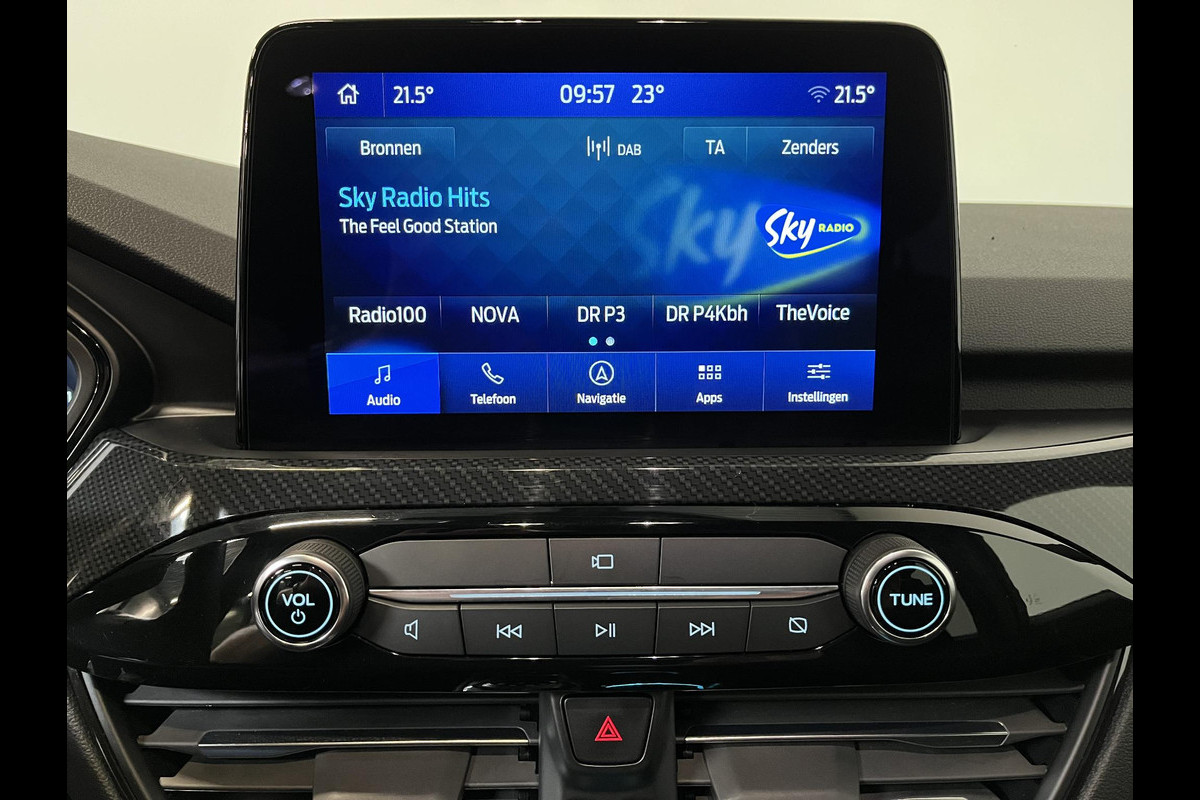 21.5° 09:57 23° 21.5°
Bronnen DAB TA Zenders
Sky Radio Hits
The Feel Good Station
Sky
Sky RADIO
Radio100 NOVA DR P3 DR P4Kbh TheVoice
Audio Telefoon Navigatie Apps Instellingen
VOL TUNE